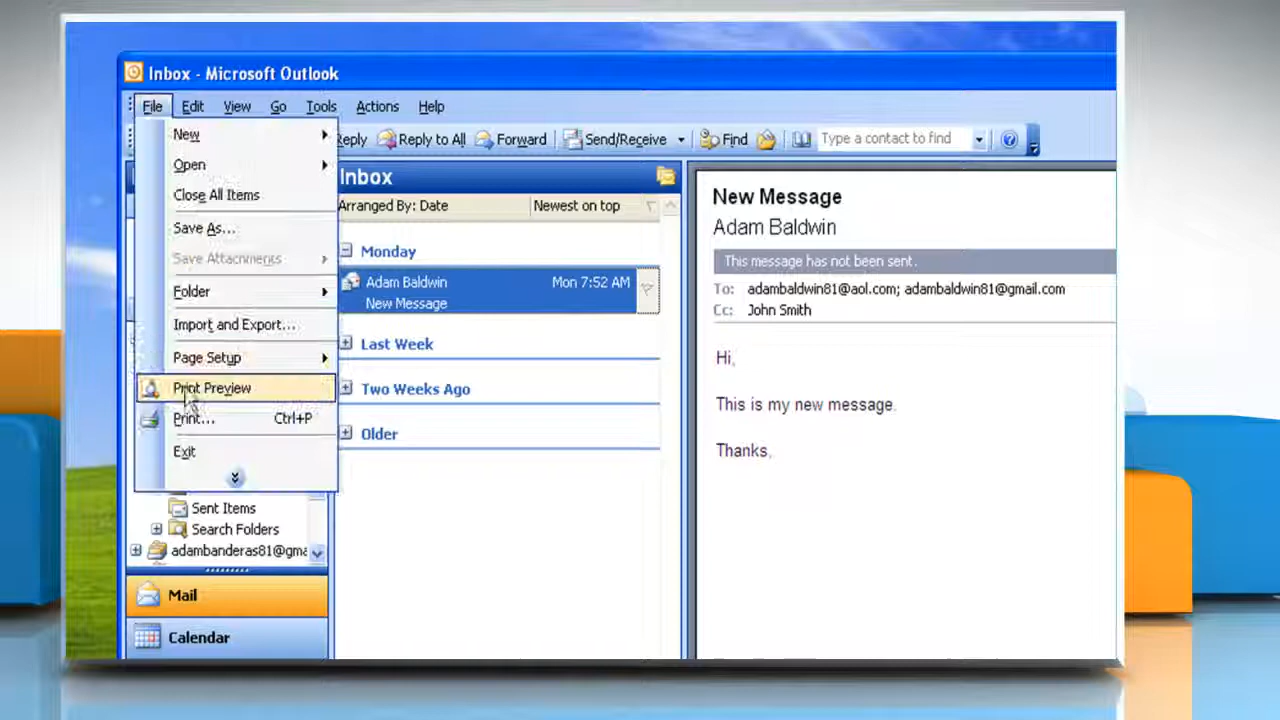 Inbox - Microsoft Outlook
File Edit View Go Tools Actions Help
Reply to All Forward Send/Receive Find Type a contact to find
New
Open
Close All Items
Save As...
Save Attachments
Folder
Import and Export...
Page Setup
Print Preview
Print... Ctrl+P
Exit
Sent Items
Search Folders
adambanderas81@gma
Mail
Calendar
Inbox
Arranged By: Date Newest on top
Monday
Adam Baldwin Mon 7:52 AM
New Message
Last Week
Two Weeks Ago
Older
New Message
Adam Baldwin
This message has not been sent.
To: adambaldwin81@aol.com; adambaldwin81@gmail.com
Cc: John Smith
Hi,
This is my new message.
Thanks,